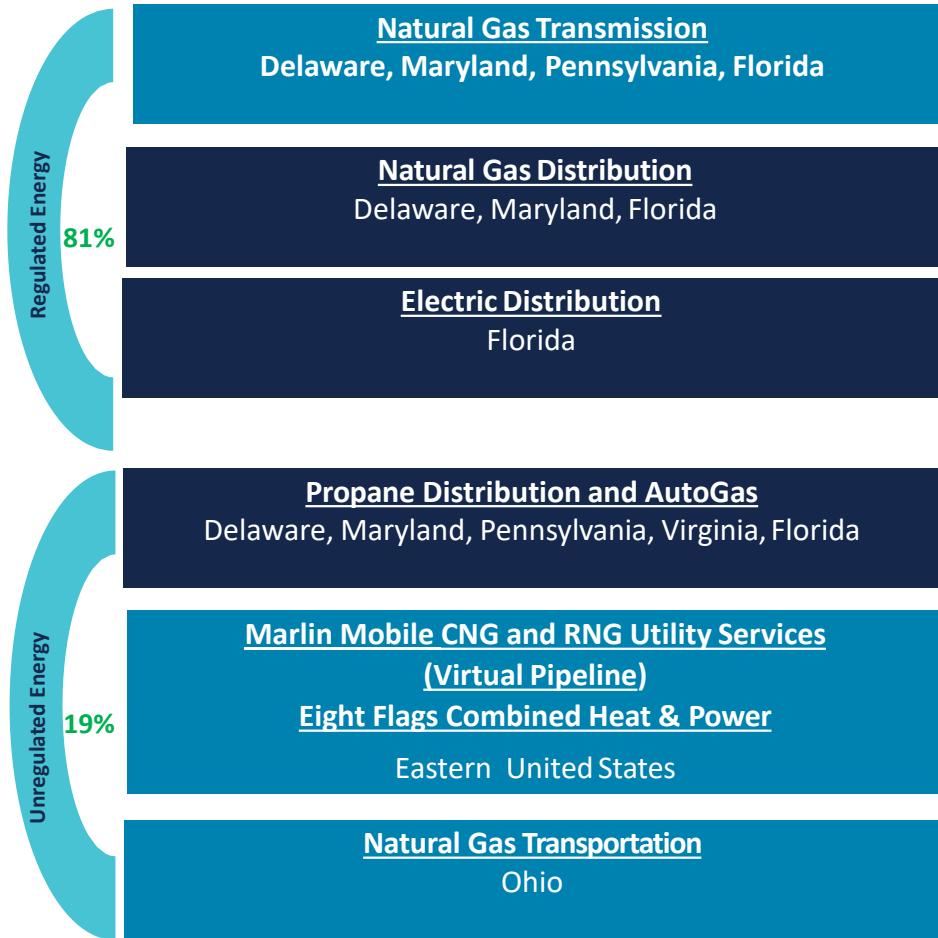 Natural Gas Transmission
Delaware, Maryland, Pennsylvania, Florida
Natural Gas Distribution
Delaware, Maryland, Florida
Regulated Energy
81%
Electric Distribution
Florida
Propane Distribution and AutoGas
Delaware, Maryland, Pennsylvania, Virginia, Florida
Marlin Mobile CNG and RNG Utility Services
(Virtual Pipeline)
Eight Flags Combined Heat & Power
Eastern United States
Unregulated Energy
19%
Natural Gas Transportation
Ohio